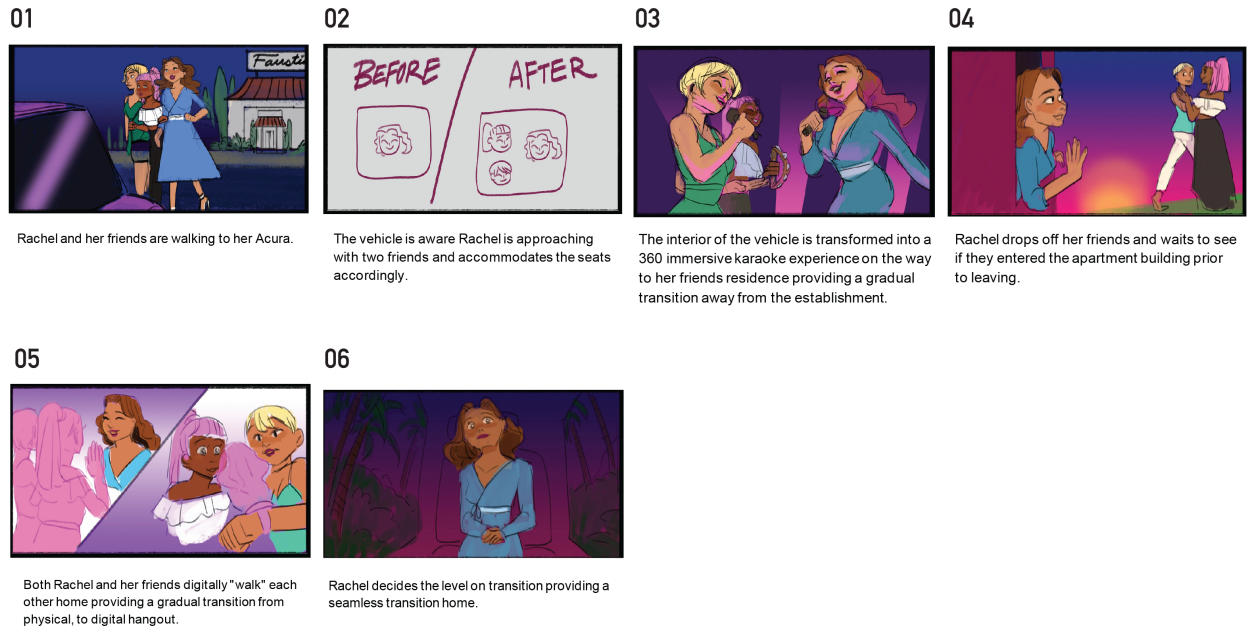 01
02
03
04
Fausti
BEFORE
AFTER
Rachel and her friends are walking to her Acura.
The vehicle is aware Rachel is approaching
with two friends and accommodates the seats
accordingly.
The interior of the vehicle is transformed into a
360 immersive karaoke experience on the way
to her friends residence providing a gradual
transition away from the establishment.
Rachel drops off her friends and waits to see
if they entered the apartment building prior
to leaving.
05
06
Both Rachel and her friends digitally "walk" each
other home providing a gradual transition from
physical, to digital hangout.
Rachel decides the level on transition providing a
seamless transition home.